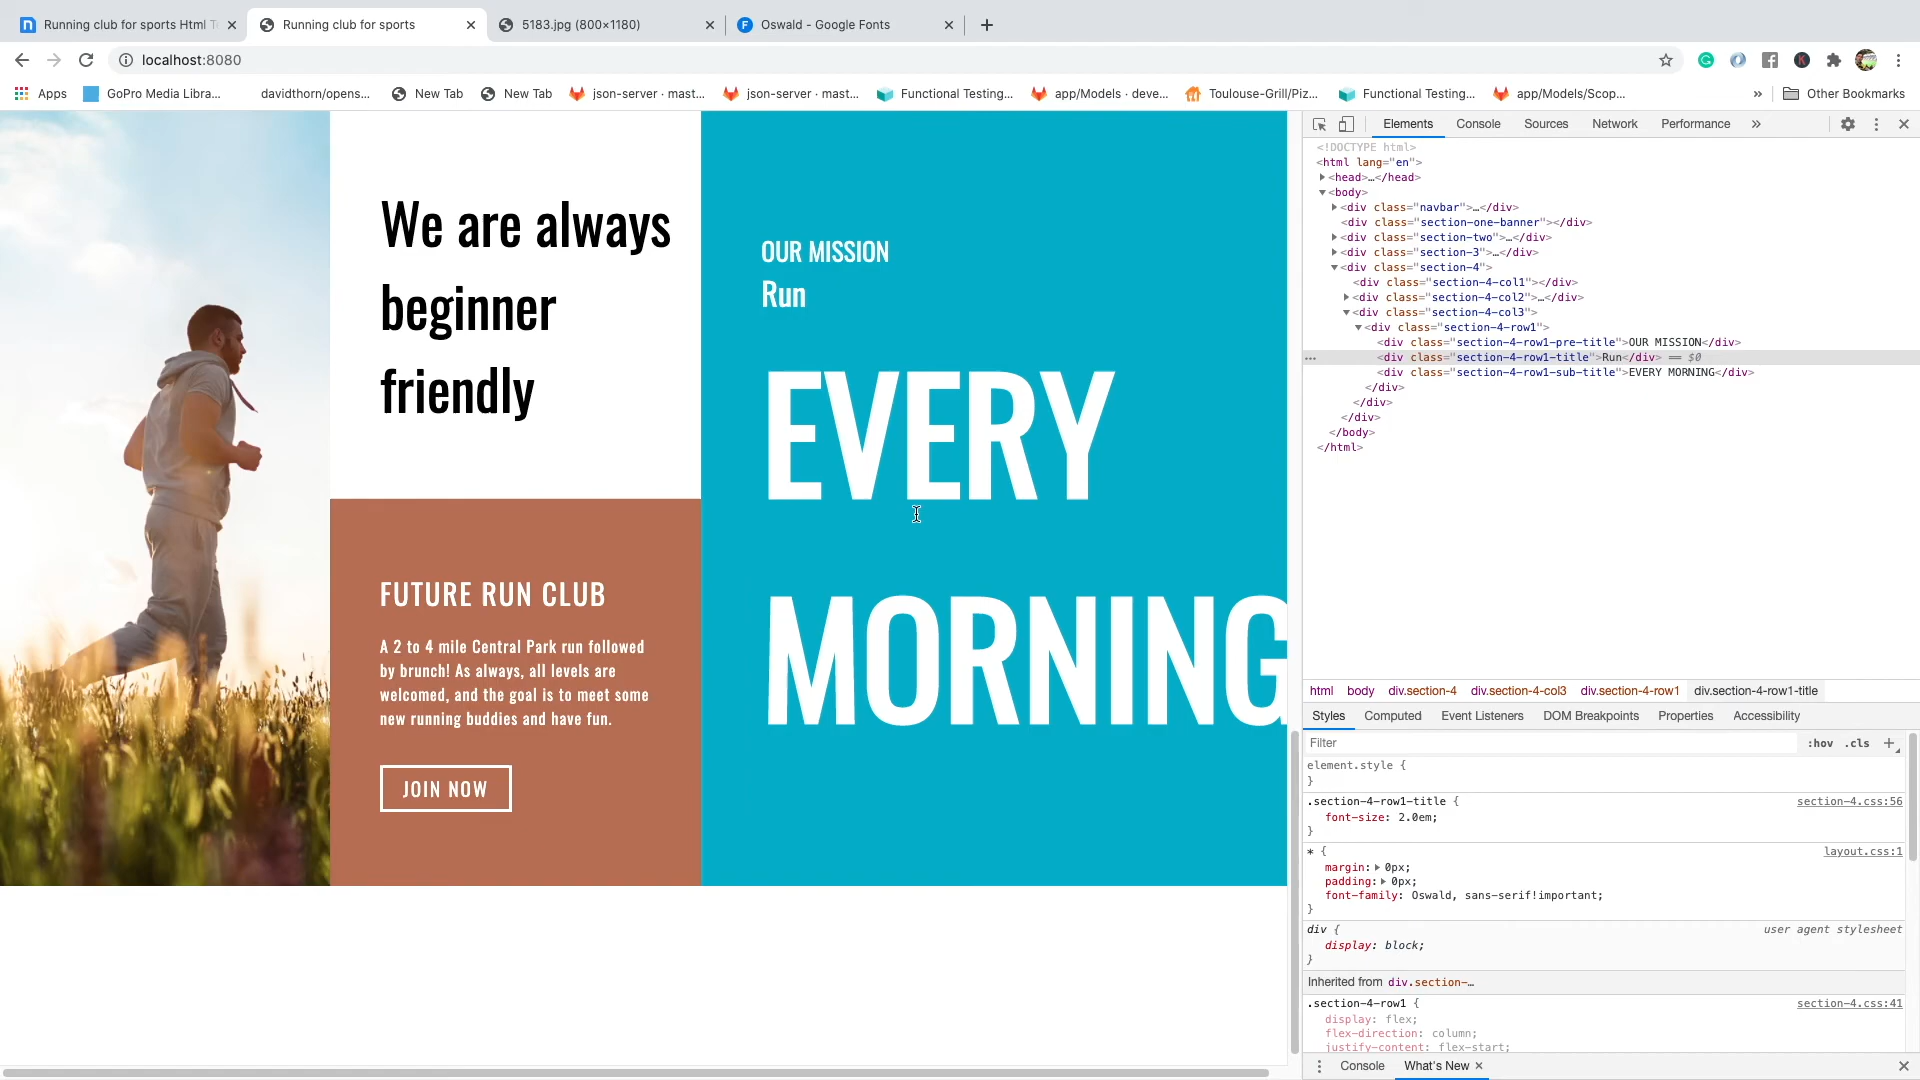 Running club for sports Html T
Running club for sports
5183.jpg (800×1180)
Oswald - Google Fonts
localhost:8080
Apps
GoPro Media Libra...
davidthorn/opens...
New Tab
New Tab
json-server · mast...
json-server · mast...
Functional Testing...
app/Models · deve...
Toulouse-Grill/Piz...
Functional Testing...
app/Models/Scop...
»
Other Bookmarks
We are always
beginner
friendly
FUTURE RUN CLUB
A 2 to 4 mile Central Park run followed
by brunch! As always, all levels are
welcomed, and the goal is to meet some
new running buddies and have fun.
JOIN NOW
OUR MISSION
Run
EVERY
MORNING
Elements Console Sources Network Performance »
<!DOCTYPE html>
<html lang="en">
<head>…</head>
<body>
<div class="navbar">…</div>
<div class="section-one-banner"></div>
<div class="section-two">…</div>
<div class="section-3">…</div>
<div class="section-4">
<div class="section-4-col1"></div>
<div class="section-4-col2">…</div>
<div class="section-4-col3">
<div class="section-4-row1">
<div class="section-4-row1-pre-title">OUR MISSION</div>
<div class="section-4-row1-title">Run</div> == $0
<div class="section-4-row1-sub-title">EVERY MORNING</div>
</div>
</div>
</div>
</body>
</html>
html body div.section-4 div.section-4-col3 div.section-4-row1 div.section-4-row1-title
Styles Computed Event Listeners DOM Breakpoints Properties Accessibility
Filter :hov .cls +
element.style {
}
.section-4-row1-title { section-4.css:56
font-size: 2.0em;
}
* { layout.css:1
margin: 0px;
padding: 0px;
font-family: Oswald, sans-serif!important;
}
div { user agent stylesheet
display: block;
}
Inherited from div.section-…
.section-4-row1 { section-4.css:41
display: flex;
flex-direction: column;
justify-content: flex-start;
Console What's New